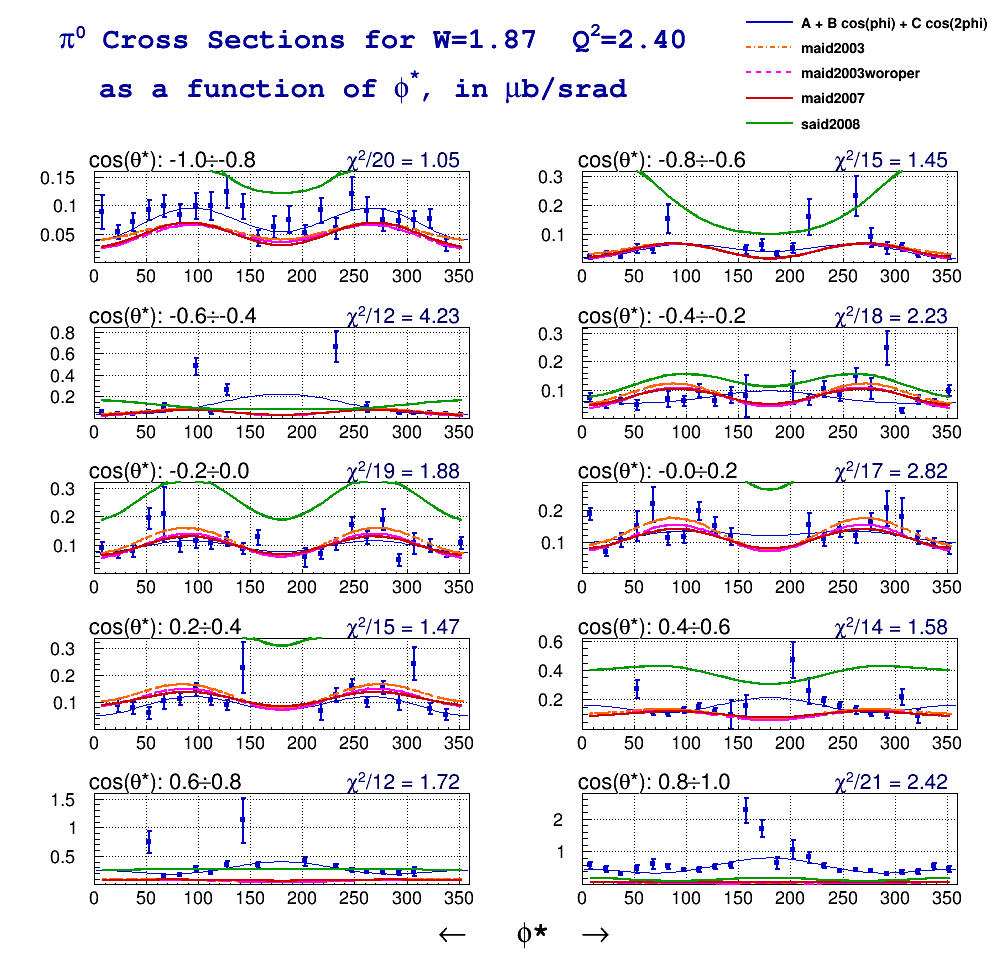 π⁰ Cross Sections for W=1.87 Q²=2.40
as a function of ϕ*, in μb/srad
A + B cos(phi) + C cos(2phi)
maid2003
maid2003woroper
maid2007
said2008
cos(θ*): -1.0÷-0.8 χ²/20 = 1.05
0.15
0.1
0.05
0 50 100 150 200 250 300 350
cos(θ*): -0.8÷-0.6 χ²/15 = 1.45
0.3
0.2
0.1
0 50 100 150 200 250 300 350
cos(θ*): -0.6÷-0.4 χ²/12 = 4.23
0.8
0.6
0.4
0.2
0 50 100 150 200 250 300 350
cos(θ*): -0.4÷-0.2 χ²/18 = 2.23
0.3
0.2
0.1
0 50 100 150 200 250 300 350
cos(θ*): -0.2÷0.0 χ²/19 = 1.88
0.3
0.2
0.1
0 50 100 150 200 250 300 350
cos(θ*): -0.0÷0.2 χ²/17 = 2.82
0.2
0.1
0 50 100 150 200 250 300 350
cos(θ*): 0.2÷0.4 χ²/15 = 1.47
0.3
0.2
0.1
0 50 100 150 200 250 300 350
cos(θ*): 0.4÷0.6 χ²/14 = 1.58
0.6
0.4
0.2
0 50 100 150 200 250 300 350
cos(θ*): 0.6÷0.8 χ²/12 = 1.72
1.5
1
0.5
0 50 100 150 200 250 300 350
cos(θ*): 0.8÷1.0 χ²/21 = 2.42
2
1
0 50 100 150 200 250 300 350
← ϕ* →